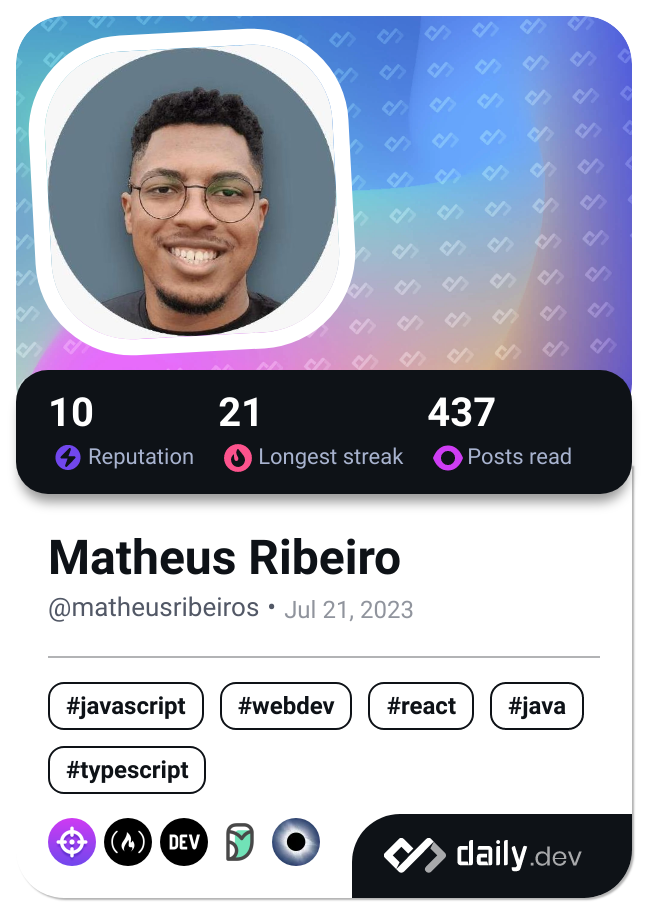 10 21 437
Reputation Longest streak Posts read
Matheus Ribeiro
@matheusribeiros • Jul 21, 2023
#javascript #webdev #react #java
#typescript
DEV
daily.dev